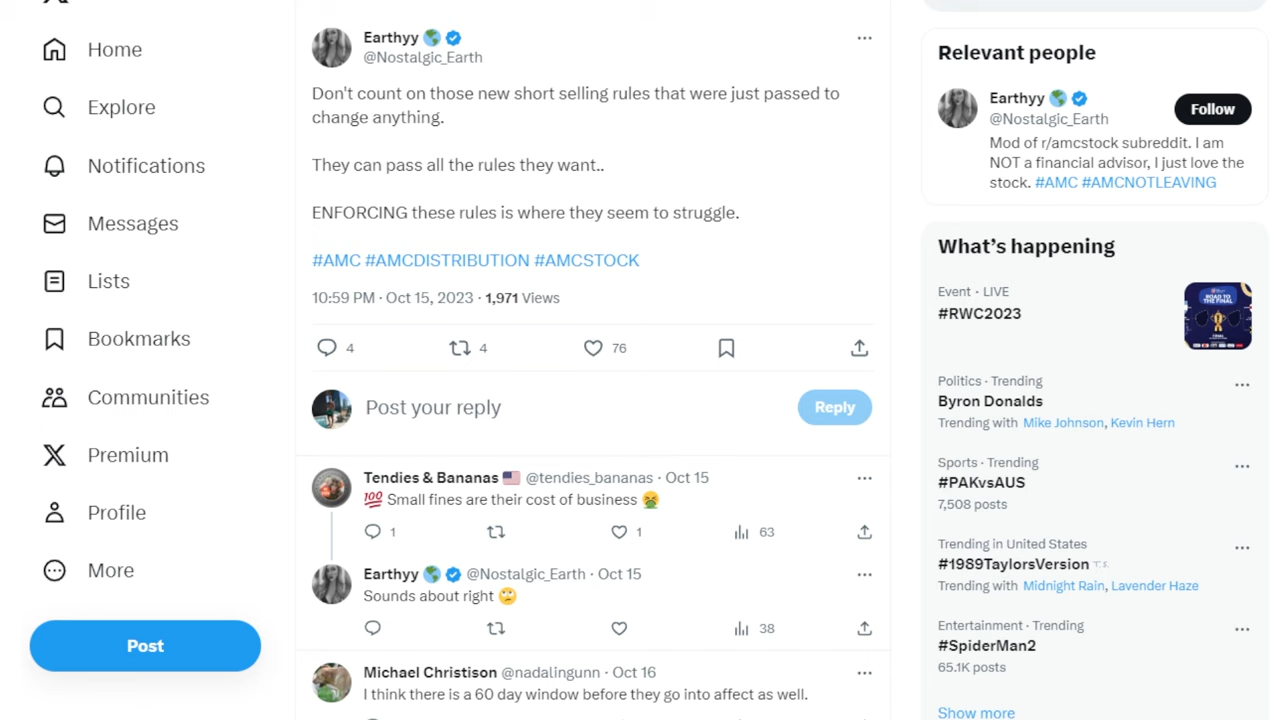 Home
Explore
Notifications
Messages
Lists
Bookmarks
Communities
Premium
Profile
More
Post
Earthyy 🌎
@Nostalgic_Earth
Don't count on those new short selling rules that were just passed to
change anything.
They can pass all the rules they want..
ENFORCING these rules is where they seem to struggle.
#AMC #AMCDISTRIBUTION #AMCSTOCK
10:59 PM · Oct 15, 2023 · 1,971 Views
4 4 76
Post your reply
Reply
Tendies & Bananas 🇺🇸 @tendies_bananas · Oct 15
💯 Small fines are their cost of business 🤮
1 1 63
Earthyy 🌎 @Nostalgic_Earth · Oct 15
Sounds about right 🙄
38
Michael Christison @nadalingunn · Oct 16
I think there is a 60 day window before they go into affect as well.
Relevant people
Earthyy 🌎
@Nostalgic_Earth
Follow
Mod of r/amcstock subreddit. I am
NOT a financial advisor, I just love the
stock. #AMC #AMCNOTLEAVING
What's happening
Event · LIVE
#RWC2023
ROAD TO
THE FINAL
Politics · Trending
Byron Donalds
Trending with Mike Johnson, Kevin Hern
Sports · Trending
#PAKvsAUS
7,508 posts
Trending in United States
#1989TaylorsVersion
Trending with Midnight Rain, Lavender Haze
Entertainment · Trending
#SpiderMan2
65.1K posts
Show more